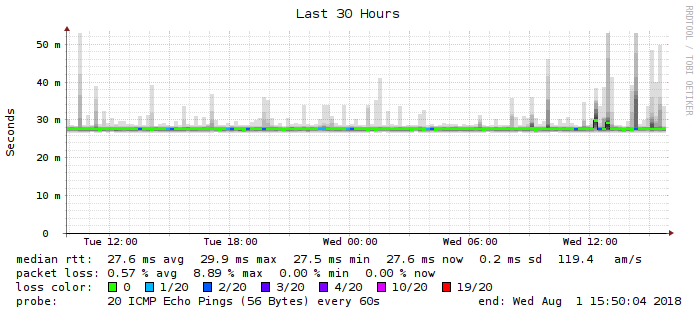 Last 30 Hours
RRDTOOL / TOBI OETIKER
Seconds
50 m
40 m
30 m
20 m
10 m
0
Tue 12:00 Tue 18:00 Wed 00:00 Wed 06:00 Wed 12:00
median rtt: 27.6 ms avg 29.9 ms max 27.5 ms min 27.6 ms now 0.2 ms sd 119.4 am/s
packet loss: 0.57 % avg 8.89 % max 0.00 % min 0.00 % now
loss color: 0 1/20 2/20 3/20 4/20 10/20 19/20
probe: 20 ICMP Echo Pings (56 Bytes) every 60s end: Wed Aug 1 15:50:04 2018